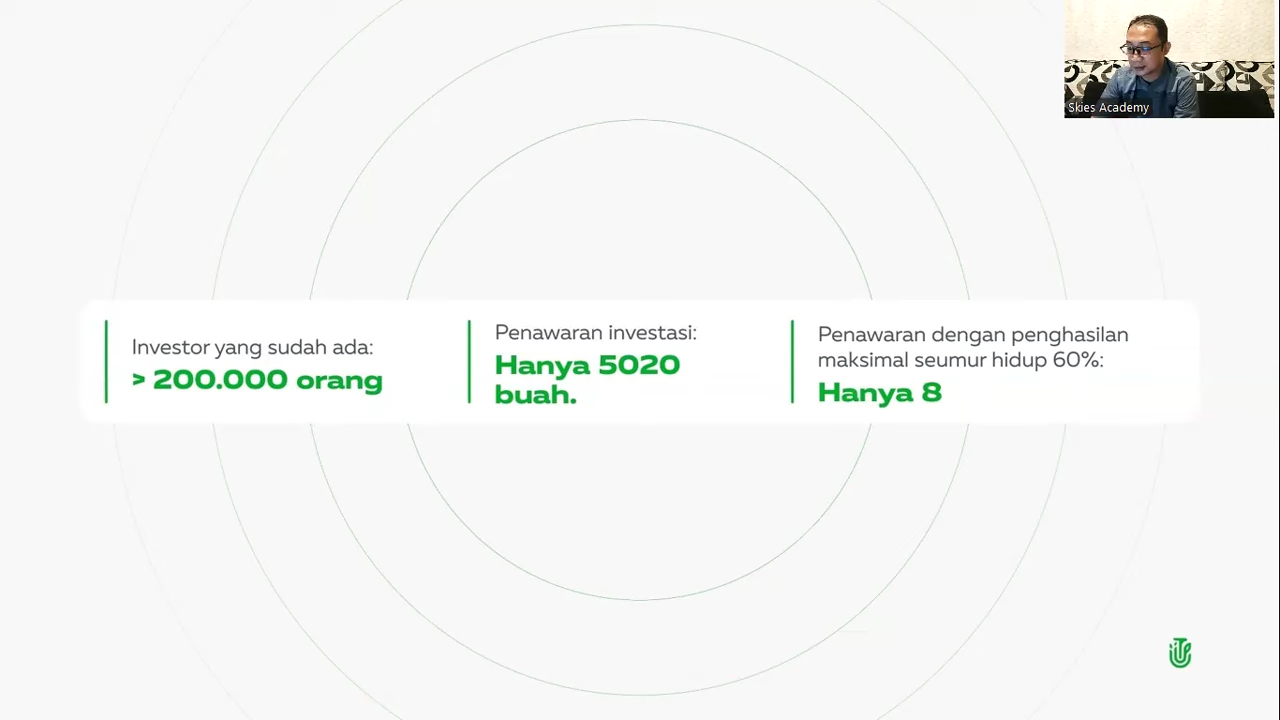 Skies Academy
Investor yang sudah ada:
> 200.000 orang
Penawaran investasi:
Hanya 5020
buah.
Penawaran dengan penghasilan
maksimal seumur hidup 60%:
Hanya 8